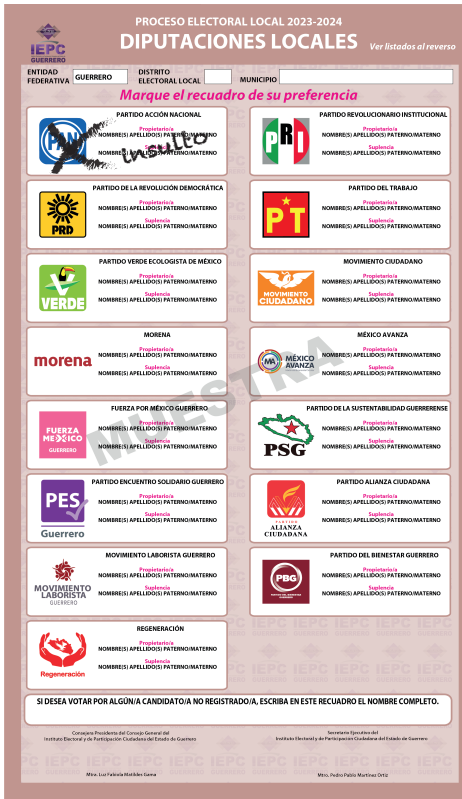 PROCESO ELECTORAL LOCAL 2023-2024
DIPUTACIONES LOCALES
Ver listados al reverso
IEPC
GUERRERO
ENTIDAD FEDERATIVA
GUERRERO
DISTRITO ELECTORAL LOCAL
MUNICIPIO
Marque el recuadro de su preferencia
PARTIDO ACCIÓN NACIONAL
PAN
Propietario/a
NOMBRE(S) APELLIDO(S) PATERNO/MATERNO
insulto
Suplencia
NOMBRE(S) APELLIDO(S) PATERNO/MATERNO
PARTIDO REVOLUCIONARIO INSTITUCIONAL
PRI
Propietario/a
NOMBRE(S) APELLIDO(S) PATERNO/MATERNO
Suplencia
NOMBRE(S) APELLIDO(S) PATERNO/MATERNO
PARTIDO DE LA REVOLUCIÓN DEMOCRÁTICA
PRD
Propietario/a
NOMBRE(S) APELLIDO(S) PATERNO/MATERNO
Suplencia
NOMBRE(S) APELLIDO(S) PATERNO/MATERNO
PARTIDO DEL TRABAJO
PT
Propietario/a
NOMBRE(S) APELLIDO(S) PATERNO/MATERNO
Suplencia
NOMBRE(S) APELLIDO(S) PATERNO/MATERNO
PARTIDO VERDE ECOLOGISTA DE MÉXICO
VERDE
Propietario/a
NOMBRE(S) APELLIDO(S) PATERNO/MATERNO
Suplencia
NOMBRE(S) APELLIDO(S) PATERNO/MATERNO
MOVIMIENTO CIUDADANO
MOVIMIENTO
CIUDADANO
Propietario/a
NOMBRE(S) APELLIDO(S) PATERNO/MATERNO
Suplencia
NOMBRE(S) APELLIDO(S) PATERNO/MATERNO
MORENA
morena
Propietario/a
NOMBRE(S) APELLIDO(S) PATERNO/MATERNO
Suplencia
NOMBRE(S) APELLIDO(S) PATERNO/MATERNO
MÉXICO AVANZA
MA
MÉXICO
AVANZA
Propietario/a
NOMBRE(S) APELLIDO(S) PATERNO/MATERNO
Suplencia
NOMBRE(S) APELLIDO(S) PATERNO/MATERNO
MUESTRA
FUERZA POR MÉXICO GUERRERO
FUERZA
MEXICO
GUERRERO
Propietario/a
NOMBRE(S) APELLIDO(S) PATERNO/MATERNO
Suplencia
NOMBRE(S) APELLIDO(S) PATERNO/MATERNO
PARTIDO DE LA SUSTENTABILIDAD GUERRERENSE
PSG
Propietario/a
NOMBRE(S) APELLIDO(S) PATERNO/MATERNO
Suplencia
NOMBRE(S) APELLIDO(S) PATERNO/MATERNO
PARTIDO ENCUENTRO SOLIDARIO GUERRERO
PES
Guerrero
Propietario/a
NOMBRE(S) APELLIDO(S) PATERNO/MATERNO
Suplencia
NOMBRE(S) APELLIDO(S) PATERNO/MATERNO
PARTIDO ALIANZA CIUDADANA
PARTIDO
ALIANZA
CIUDADANA
Propietario/a
NOMBRE(S) APELLIDO(S) PATERNO/MATERNO
Suplencia
NOMBRE(S) APELLIDO(S) PATERNO/MATERNO
MOVIMIENTO LABORISTA GUERRERO
MOVIMIENTO
LABORISTA
GUERRERO
Propietario/a
NOMBRE(S) APELLIDO(S) PATERNO/MATERNO
Suplencia
NOMBRE(S) APELLIDO(S) PATERNO/MATERNO
PARTIDO DEL BIENESTAR GUERRERO
PBG
PARTIDO DEL BIENESTAR
GUERRERO
Propietario/a
NOMBRE(S) APELLIDO(S) PATERNO/MATERNO
Suplencia
NOMBRE(S) APELLIDO(S) PATERNO/MATERNO
REGENERACIÓN
Regeneración
Propietario/a
NOMBRE(S) APELLIDO(S) PATERNO/MATERNO
Suplencia
NOMBRE(S) APELLIDO(S) PATERNO/MATERNO
SI DESEA VOTAR POR ALGÚN/A CANDIDATO/A NO REGISTRADO/A, ESCRIBA EN ESTE RECUADRO EL NOMBRE COMPLETO.
Consejera Presidenta del Consejo General del
Instituto Electoral y de Participación Ciudadana del Estado de Guerrero
Mtra. Luz Fabiola Matildes Gama
Secretario Ejecutivo del
Instituto Electoral y de Participación Ciudadana del Estado de Guerrero
Mtro. Pedro Pablo Martínez Ortiz